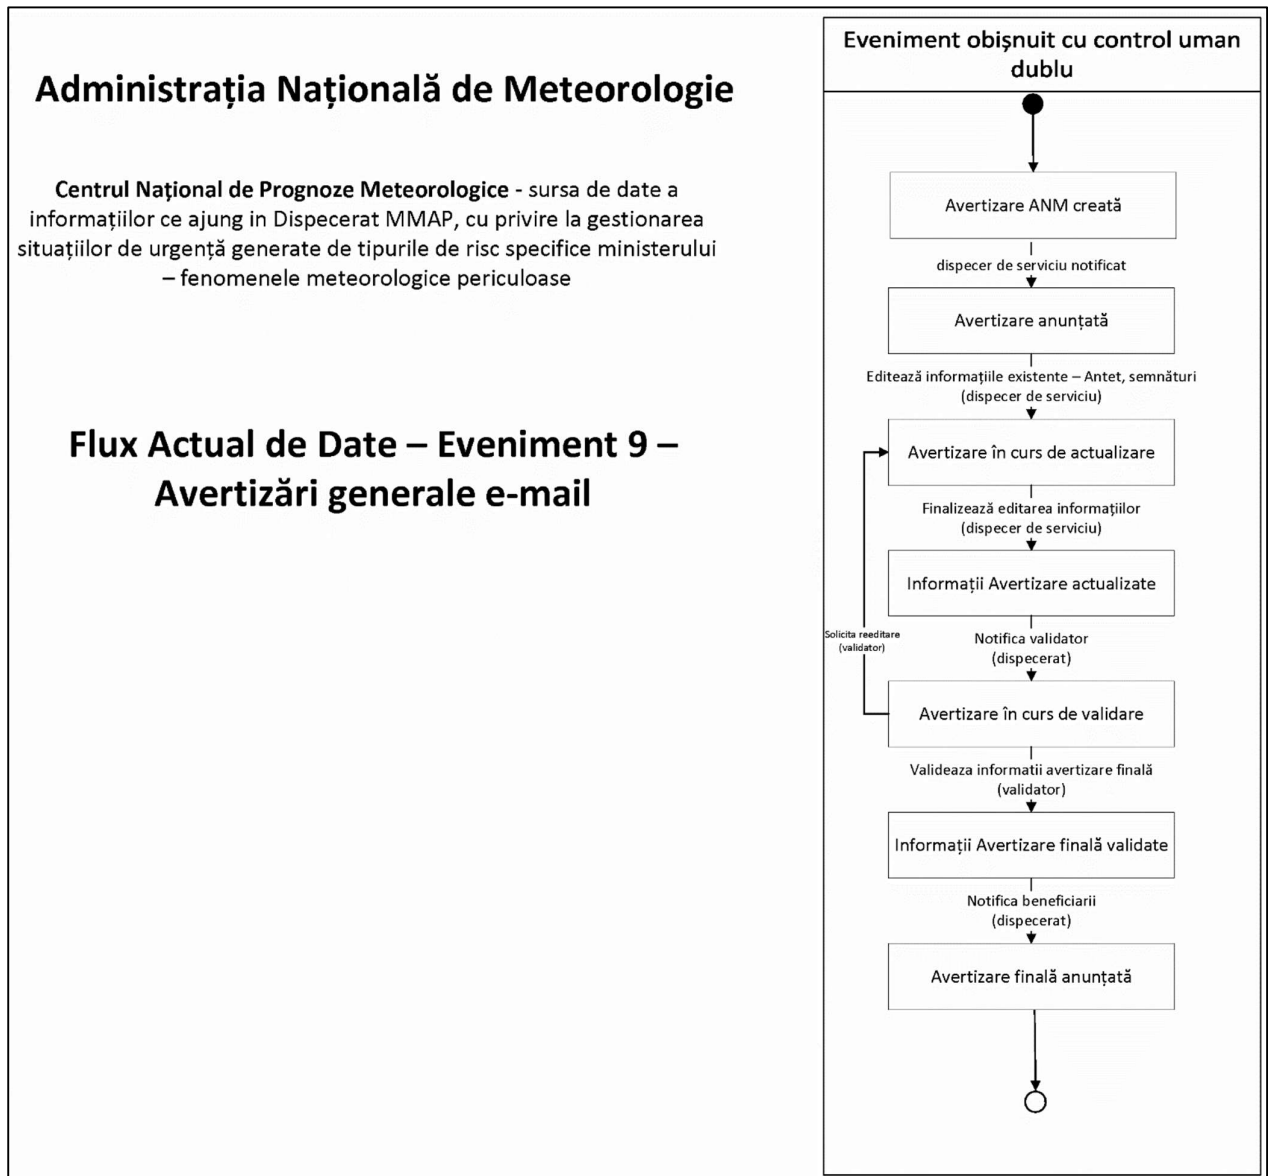 Administrația Națională de Meteorologie
Centrul Național de Prognoze Meteorologice - sursa de date a
informațiilor ce ajung in Dispecerat MMAP, cu privire la gestionarea
situațiilor de urgență generate de tipurile de risc specifice ministerului
– fenomenele meteorologice periculoase
Flux Actual de Date – Eveniment 9 –
Avertizări generale e-mail
Eveniment obișnuit cu control uman
dublu
Avertizare ANM creată
dispecer de serviciu notificat
Avertizare anunțată
Editează informațiile existente – Antet, semnături
(dispecer de serviciu)
Avertizare în curs de actualizare
Finalizează editarea informațiilor
(dispecer de serviciu)
Informații Avertizare actualizate
Solicita reeditare
(validator)
Notifica validator
(dispecerat)
Avertizare în curs de validare
Valideaza informatii avertizare finală
(validator)
Informații Avertizare finală validate
Notifica beneficiarii
(dispecerat)
Avertizare finală anunțată